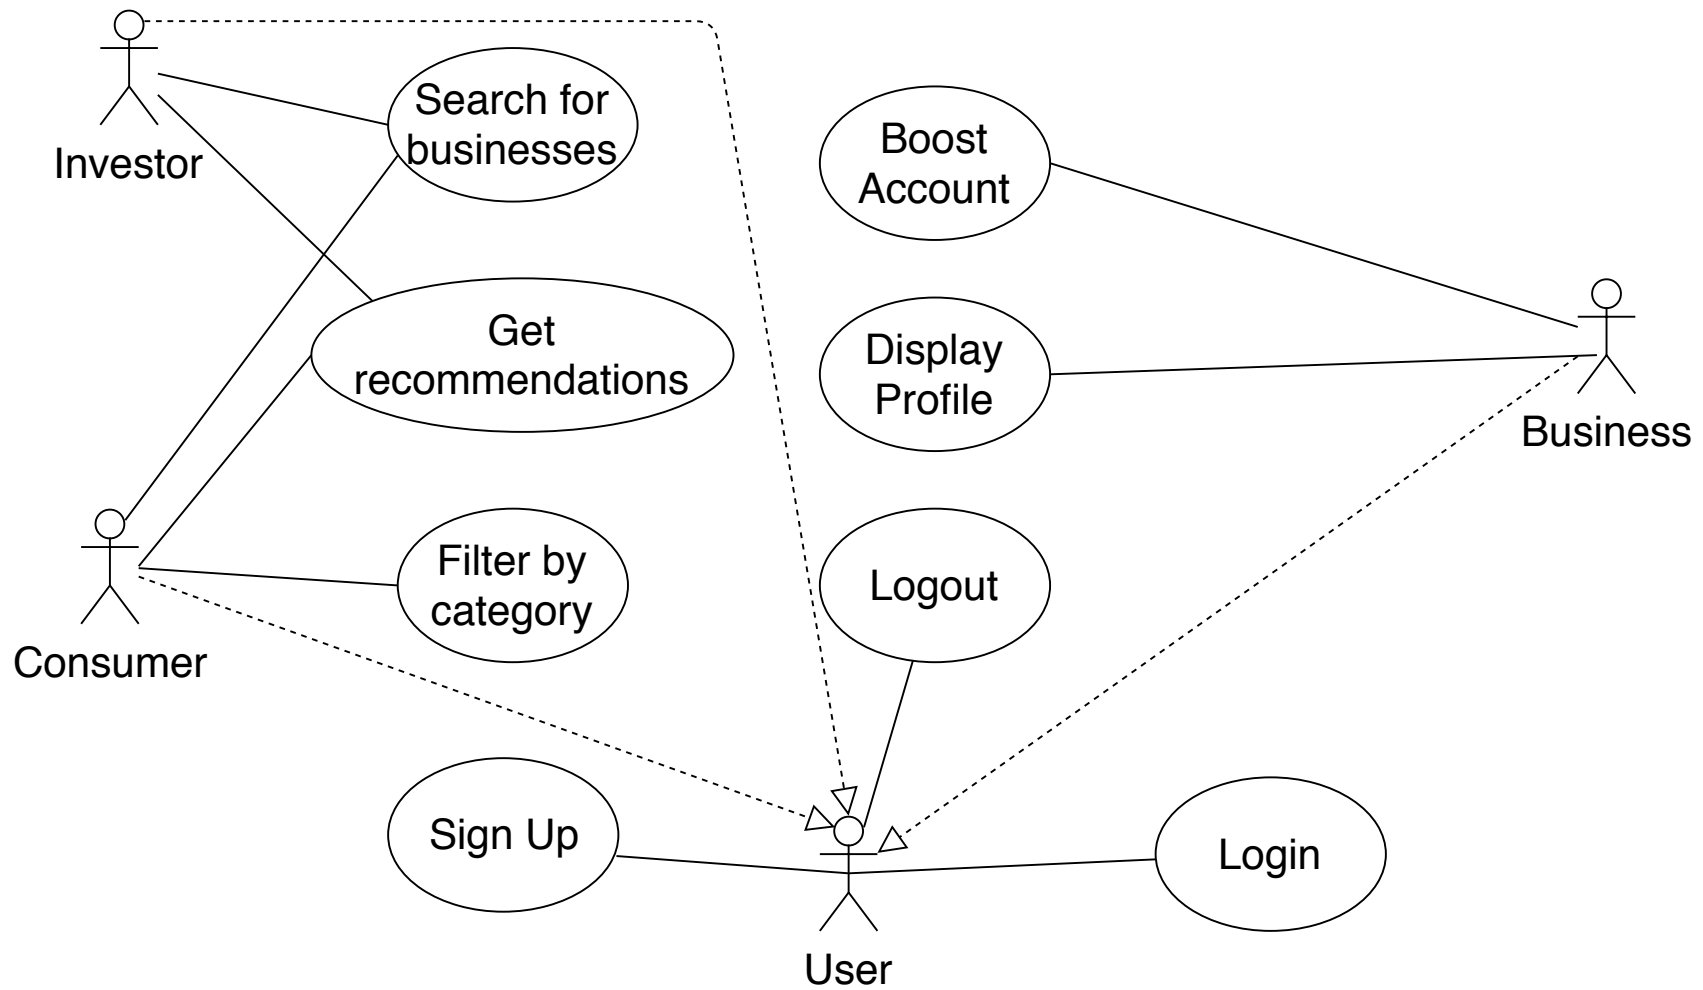 Investor
Search for
businesses
Boost
Account
Get
recommendations
Display
Profile
Business
Consumer
Filter by
category
Logout
Sign Up
Login
User